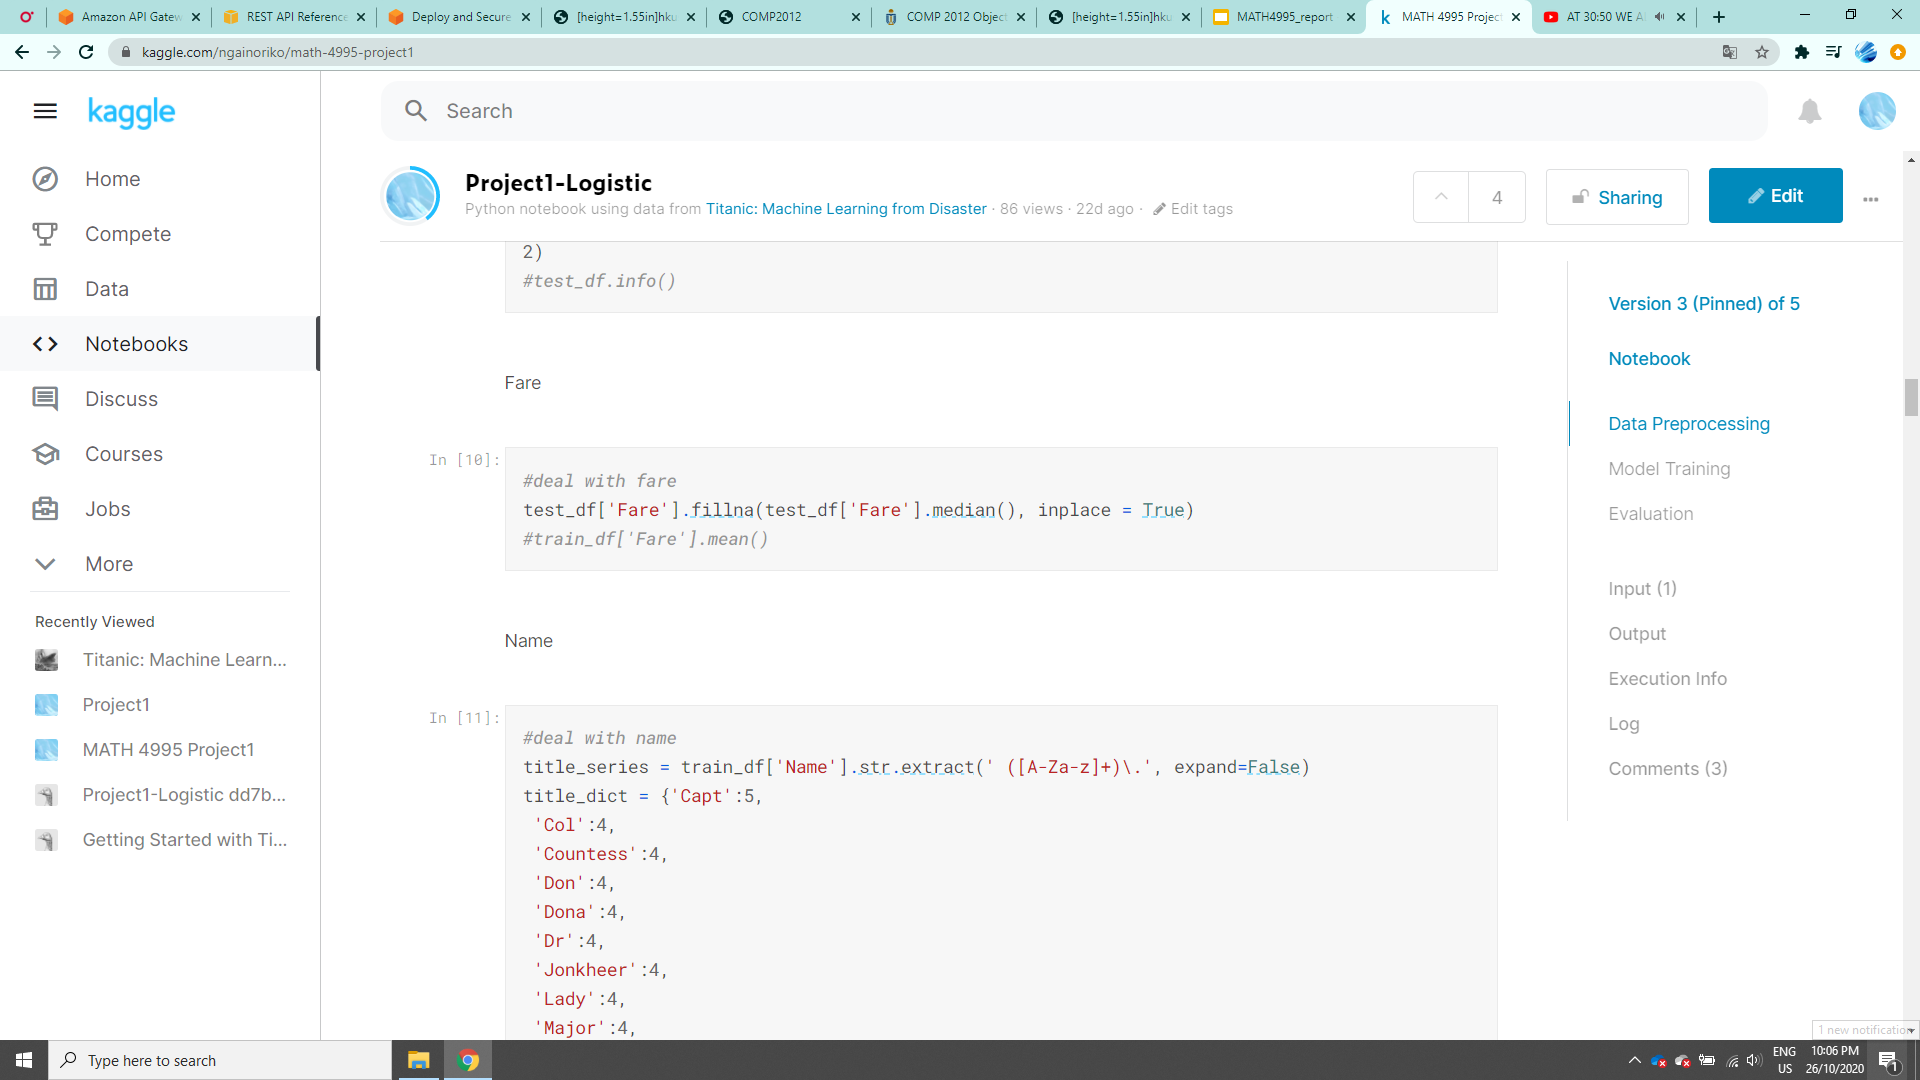 Amazon API Gatew
REST API Reference
Deploy and Secure
[height=1.55in]hku
COMP2012
COMP 2012 Object
[height=1.55in]hku
MATH4995_report
MATH 4995 Project
AT 30:50 WE A
kaggle.com/ngainoriko/math-4995-project1
kaggle
Search
Home
Compete
Data
Notebooks
Discuss
Courses
Jobs
More
Recently Viewed
Titanic: Machine Learn...
Project1
MATH 4995 Project1
Project1-Logistic dd7b...
Getting Started with Ti...
Project1-Logistic
Python notebook using data from Titanic: Machine Learning from Disaster · 86 views · 22d ago · Edit tags
4
Sharing
Edit
2)
#test_df.info()
Fare
In [10]:
#deal with fare
test_df['Fare'].fillna(test_df['Fare'].median(), inplace = True)
#train_df['Fare'].mean()
Name
In [11]:
#deal with name
title_series = train_df['Name'].str.extract(' ([A-Za-z]+)\.', expand=False)
title_dict = {'Capt':5,
'Col':4,
'Countess':4,
'Don':4,
'Dona':4,
'Dr':4,
'Jonkheer':4,
'Lady':4,
'Major':4,
Version 3 (Pinned) of 5
Notebook
Data Preprocessing
Model Training
Evaluation
Input (1)
Output
Execution Info
Log
Comments (3)
1 new notification
Type here to search
ENG
US
10:06 PM
26/10/2020
1